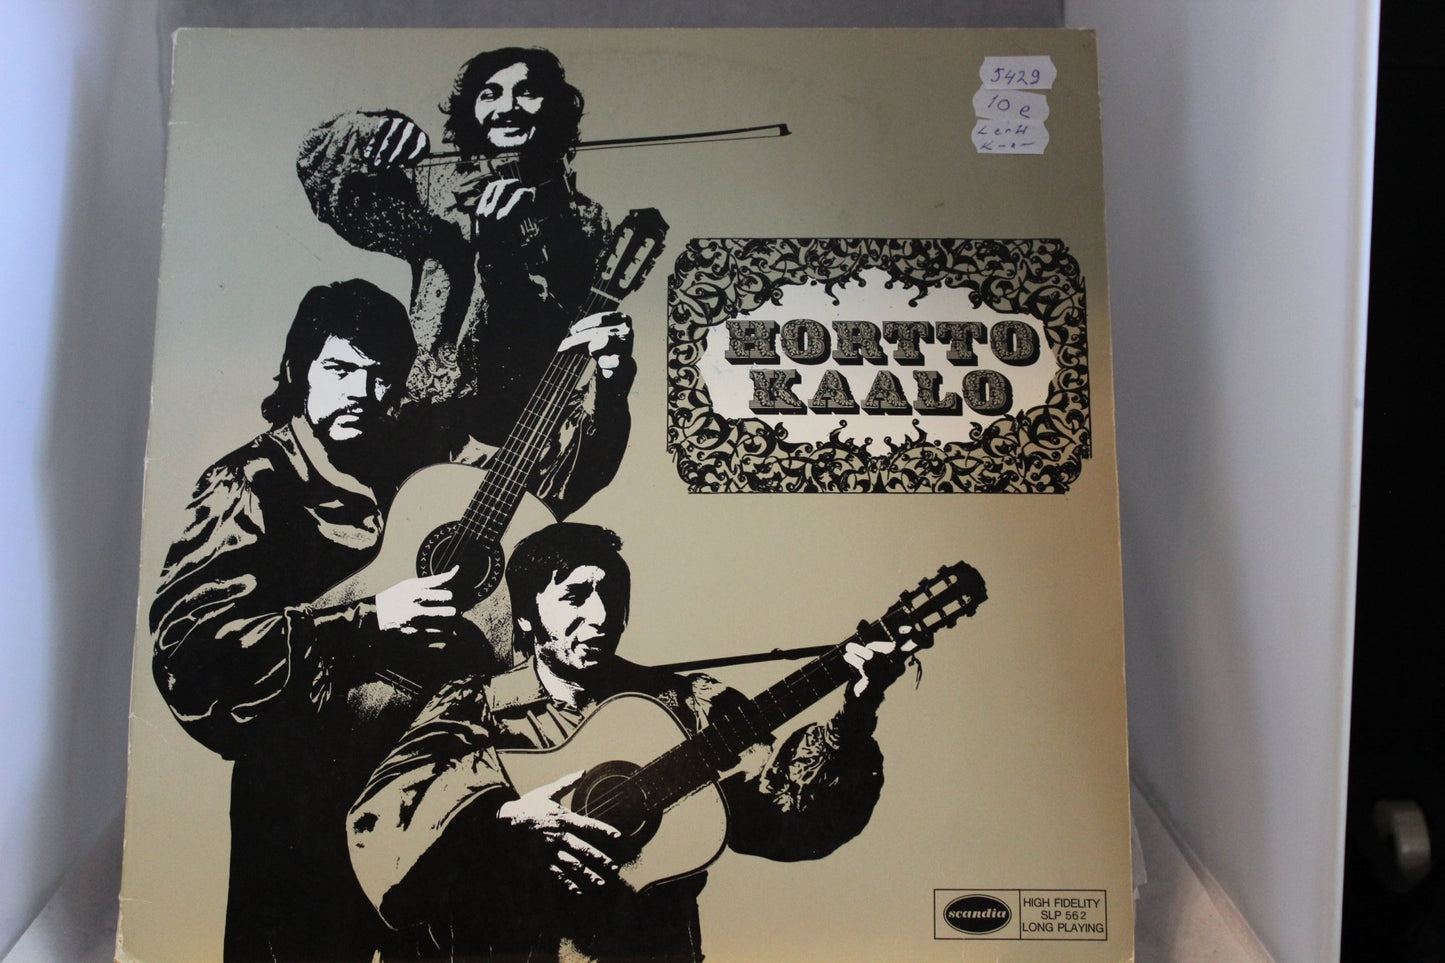 5429
10 e
K-a-
HORTTO
KAALO
scandia
HIGH FIDELITY
SLP 562
LONG PLAYING